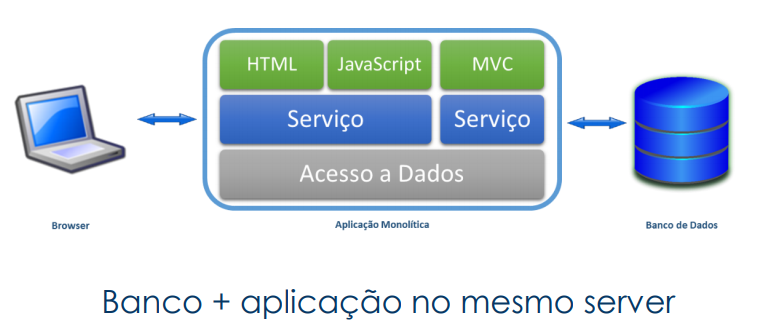 HTML JavaScript MVC
Serviço Serviço
Acesso a Dados
Browser Aplicação Monolítica Banco de Dados
Banco + aplicação no mesmo server